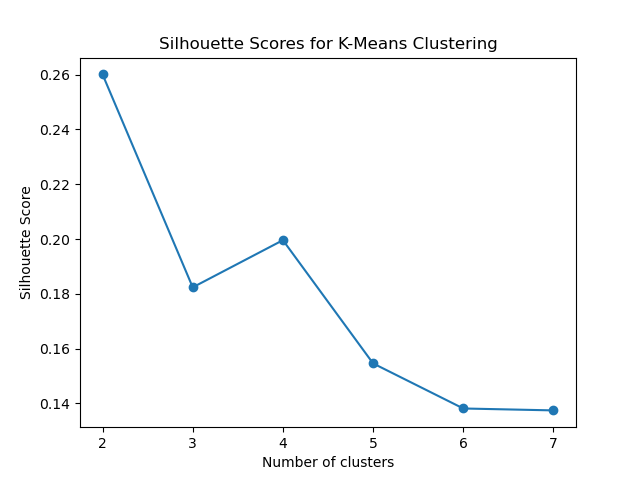 Silhouette Scores for K-Means Clustering
0.26
0.24
0.22
0.20
0.18
0.16
0.14
Silhouette Score
2 3 4 5 6 7
Number of clusters